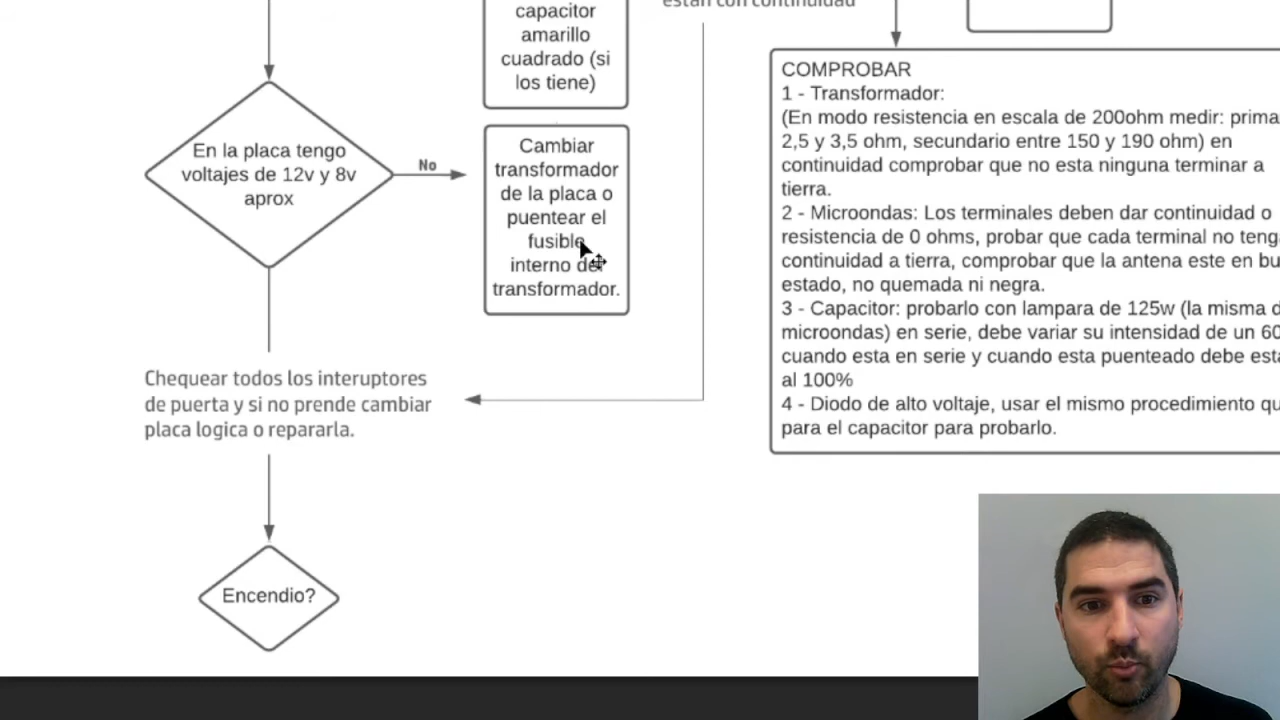 capacitor
amarillo
cuadrado (si
los tiene)
están con continuidad
En la placa tengo
voltajes de 12v y 8v
aprox
No
Cambiar
transformador
de la placa o
puentear el
fusible
interno del
transformador.
COMPROBAR
1 - Transformador:
(En modo resistencia en escala de 200ohm medir: prima
2,5 y 3,5 ohm, secundario entre 150 y 190 ohm) en
continuidad comprobar que no esta ninguna terminar a
tierra.
2 - Microondas: Los terminales deben dar continuidad o
resistencia de 0 ohms, probar que cada terminal no teng
continuidad a tierra, comprobar que la antena este en bu
estado, no quemada ni negra.
3 - Capacitor: probarlo con lampara de 125w (la misma d
microondas) en serie, debe variar su intensidad de un 60
cuando esta en serie y cuando esta puenteado debe est
al 100%
4 - Diodo de alto voltaje, usar el mismo procedimiento qu
para el capacitor para probarlo.
Chequear todos los interuptores
de puerta y si no prende cambiar
placa logica o repararla.
Encendio?